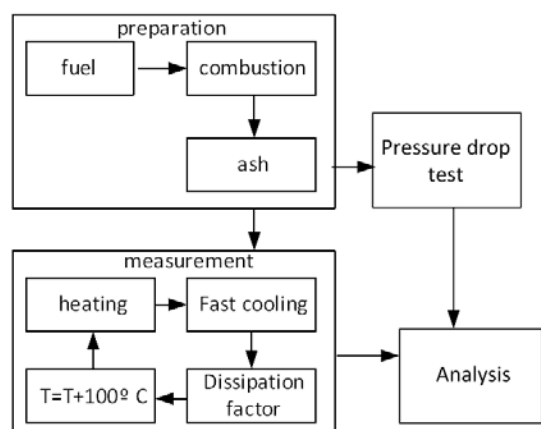 preparation
fuel
combustion
ash
Pressure drop
test
measurement
heating
Fast cooling
T=T+100º C
Dissipation
factor
Analysis